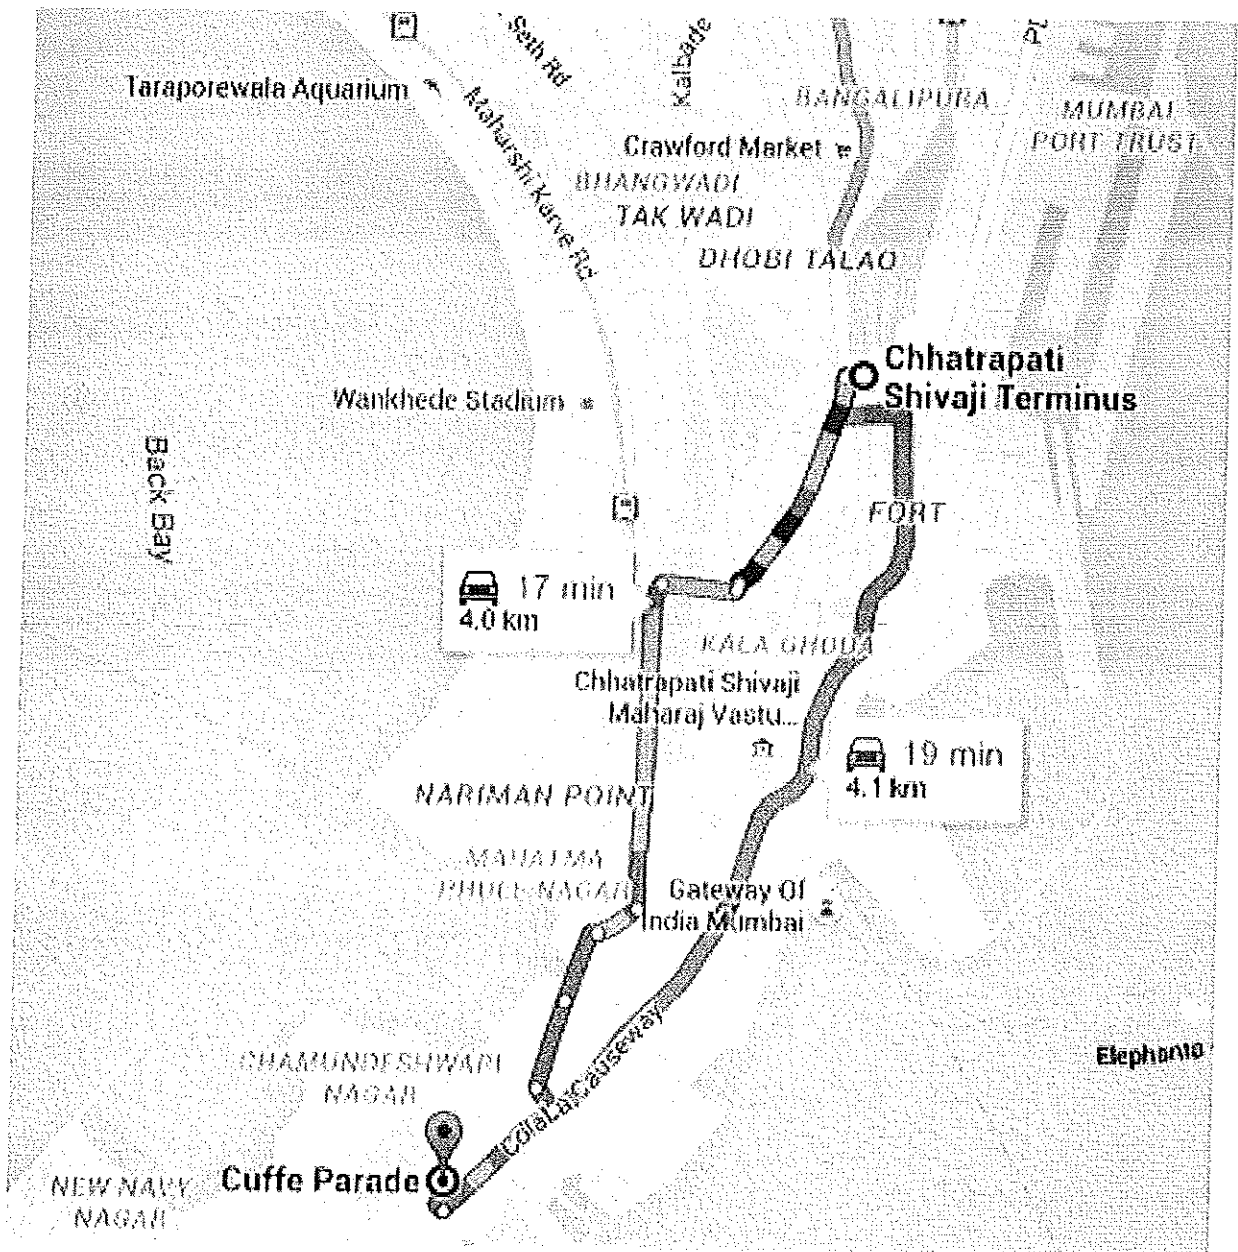 Seth Rd
Kalbade
Taraporewala Aquarium
Maharshi Karve Rd
BANGALIPURA
MUMBAI
PORT TRUST
Crawford Market
BHANGWADI
TAK WADI
DHOBI TALAO
Chhatrapati
Shivaji Terminus
Wankhede Stadium
Back Bay
FORT
17 min
4.0 km
KALA GHODA
Chhatrapati Shivaji
Maharaj Vastu...
19 min
4.1 km
NARIMAN POINT
MAHATMA
PHULE NAGAR
Gateway Of
India Mumbai
Elephanta
CHAMUNDESHWARI
NAGAR
Colaba Causeway
Cuffe Parade
NEW NAVY
NAGAR